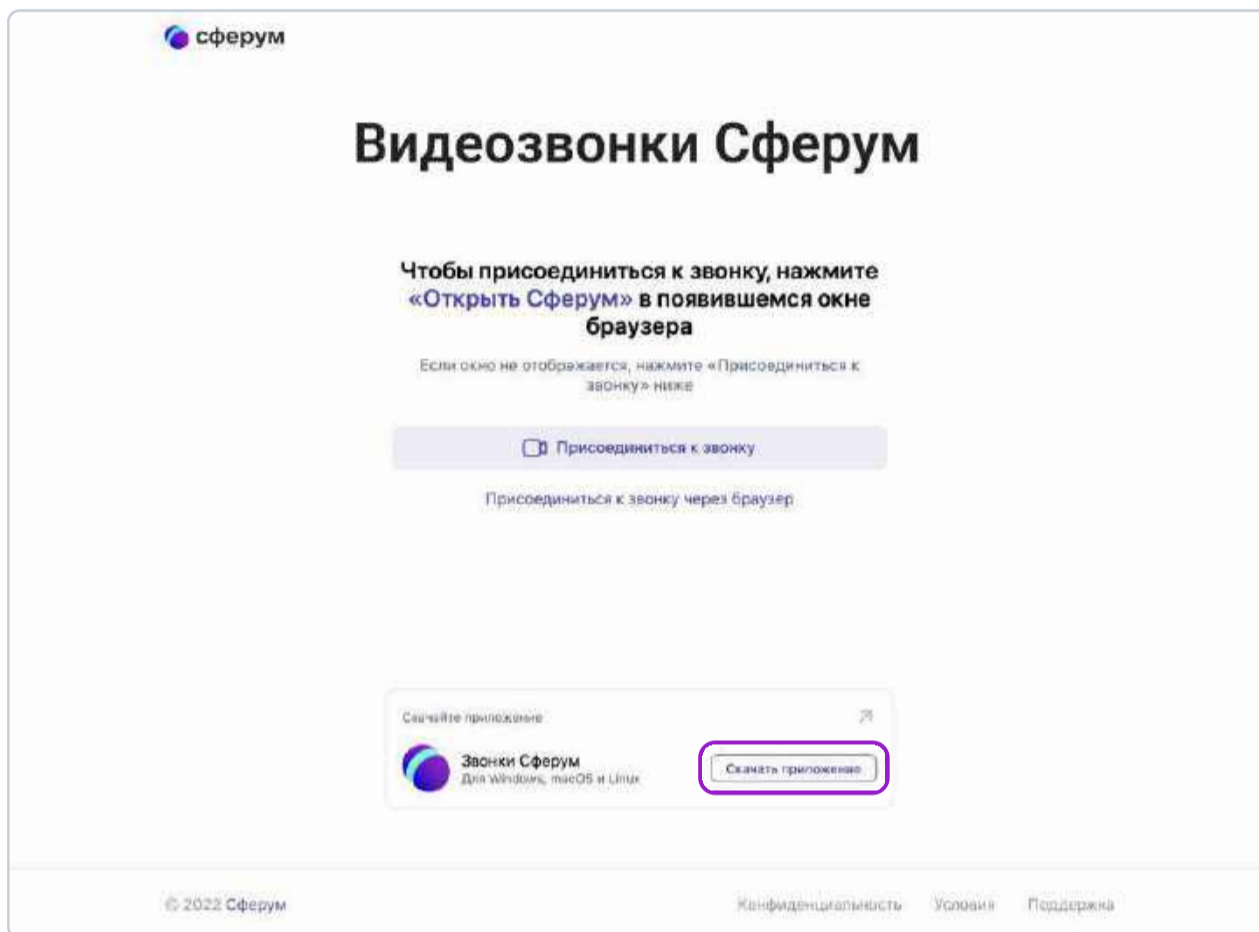 сферум
Видеозвонки Сферум
Чтобы присоединиться к звонку, нажмите
«Открыть Сферум» в появившемся окне
браузера
Если окно не отображается, нажмите «Присоединиться к
звонку» ниже
Присоединиться к звонку
Присоединиться к звонку через браузер
Скачайте приложение
Звонки Сферум
Для Windows, macOS и Linux
Скачать приложение
© 2022 Сферум
Конфиденциальность Условия Поддержка